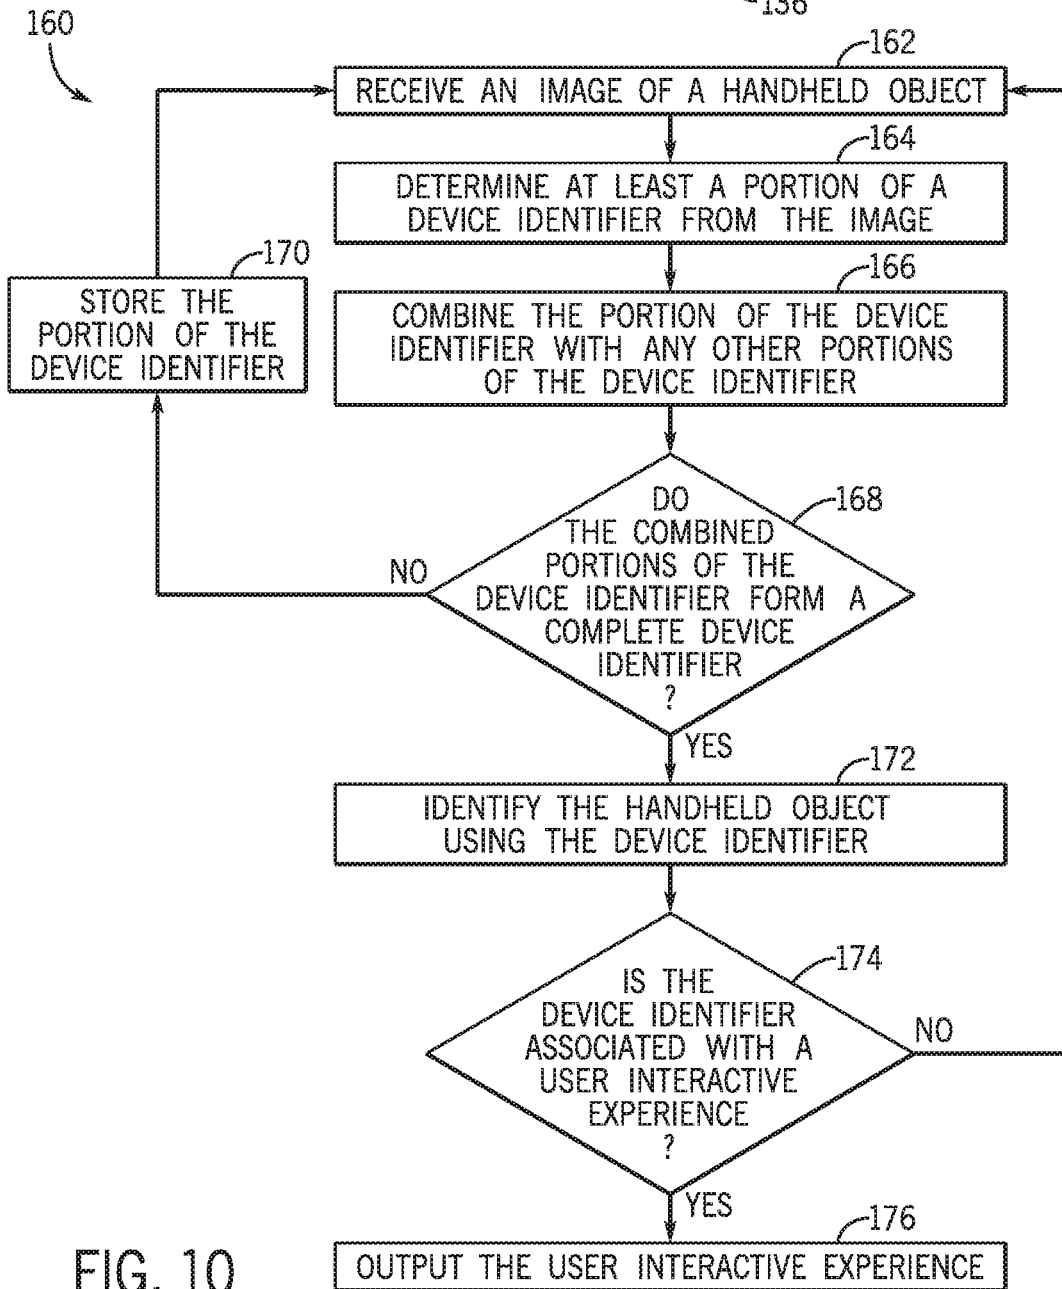 136
160
162
RECEIVE AN IMAGE OF A HANDHELD OBJECT
164
DETERMINE AT LEAST A PORTION OF A
DEVICE IDENTIFIER FROM THE IMAGE
170
STORE THE
PORTION OF THE
DEVICE IDENTIFIER
166
COMBINE THE PORTION OF THE DEVICE
IDENTIFIER WITH ANY OTHER PORTIONS
OF THE DEVICE IDENTIFIER
168
DO
THE COMBINED
PORTIONS OF THE
DEVICE IDENTIFIER FORM A
COMPLETE DEVICE
IDENTIFIER
?
NO
YES
172
IDENTIFY THE HANDHELD OBJECT
USING THE DEVICE IDENTIFIER
174
IS THE
DEVICE IDENTIFIER
ASSOCIATED WITH A
USER INTERACTIVE
EXPERIENCE
?
NO
YES
176
OUTPUT THE USER INTERACTIVE EXPERIENCE
FIG. 10